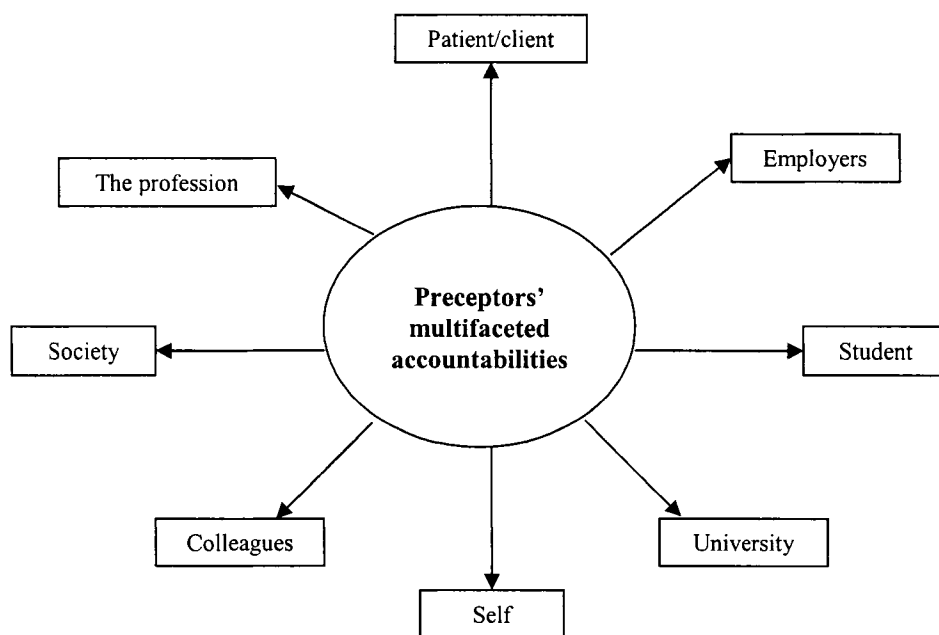 Patient/client
Employers
The profession
Preceptors’
multifaceted
accountabilities
Society
Student
Colleagues
University
Self